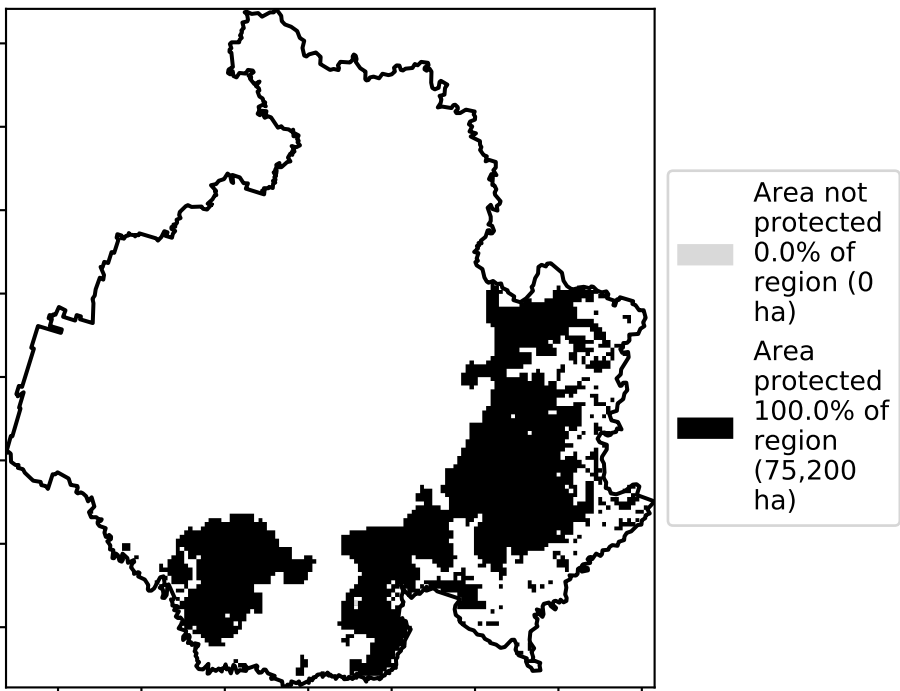 Area not
protected
0.0% of
region (0
ha)
Area
protected
100.0% of
region
(75,200
ha)